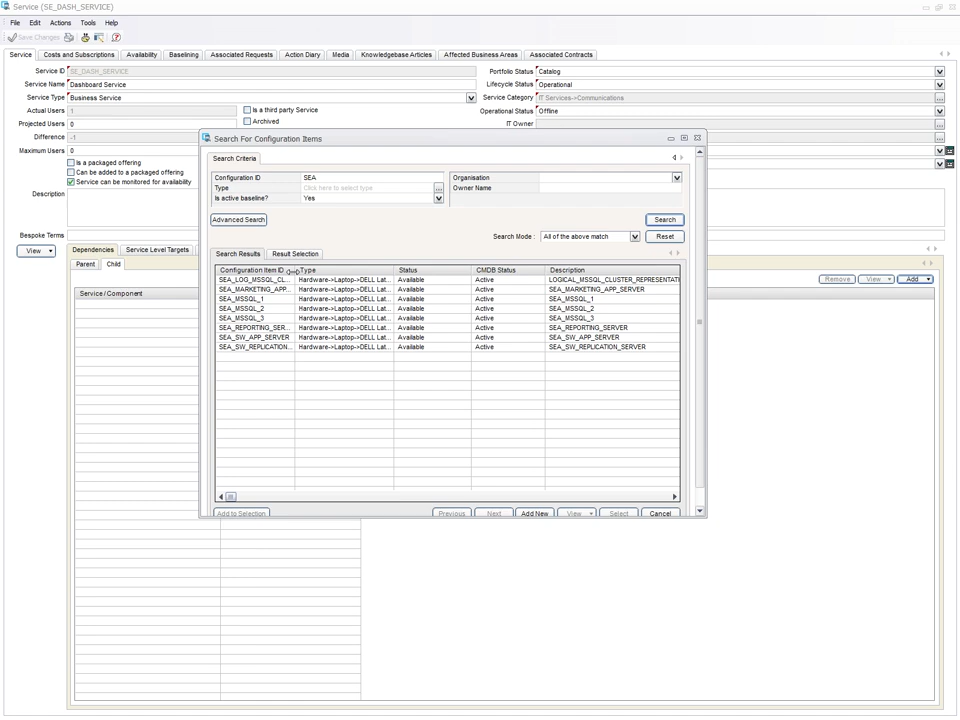 Service (SE_DASH_SERVICE)
File Edit Actions Tools Help
Save Changes
Service Costs and Subscriptions Availability Baselining Associated Requests Action Diary Media Knowledgebase Articles Affected Business Areas Associated Contracts
Service ID SE_DASH_SERVICE Portfolio Status Catalog
Service Name Dashboard Service Lifecycle Status Operational
Service Type Business Service Service Category IT Services->Communications
Actual Users 1 Is a third party Service Operational Status Offline
Projected Users 0 Archived IT Owner
Difference -1
Maximum Users 0
Is a packaged offering
Can be added to a packaged offering
Service can be monitored for availability
Description
Bespoke Terms
View Dependencies Service Level Targets
Parent Child
Remove View Add
Service/Component
Search For Configuration Items
Search Criteria
Configuration ID SEA Organisation
Type Click here to select type Owner Name
Is active baseline? Yes
Advanced Search Search
Search Mode : All of the above match Reset
Search Results Result Selection
Configuration Item ID Type Status CMDB Status Description
SEA_LOG_MSSQL_CL... Hardware->Laptop->DELL Lat... Available Active LOGICAL_MSSQL_CLUSTER_REPRESENTATI
SEA_MARKETING_APP... Hardware->Laptop->DELL Lat... Available Active SEA_MARKETING_APP_SERVER
SEA_MSSQL_1 Hardware->Laptop->DELL Lat... Available Active SEA_MSSQL_1
SEA_MSSQL_2 Hardware->Laptop->DELL Lat... Available Active SEA_MSSQL_2
SEA_MSSQL_3 Hardware->Laptop->DELL Lat... Available Active SEA_MSSQL_3
SEA_REPORTING_SER... Hardware->Laptop->DELL Lat... Available Active SEA_REPORTING_SERVER
SEA_SW_APP_SERVER Hardware->Laptop->DELL Lat... Available Active SEA_SW_APP_SERVER
SEA_SW_REPLICATION... Hardware->Laptop->DELL Lat... Available Active SEA_SW_REPLICATION_SERVER
Add to Selection Previous Next Add New View Select Cancel